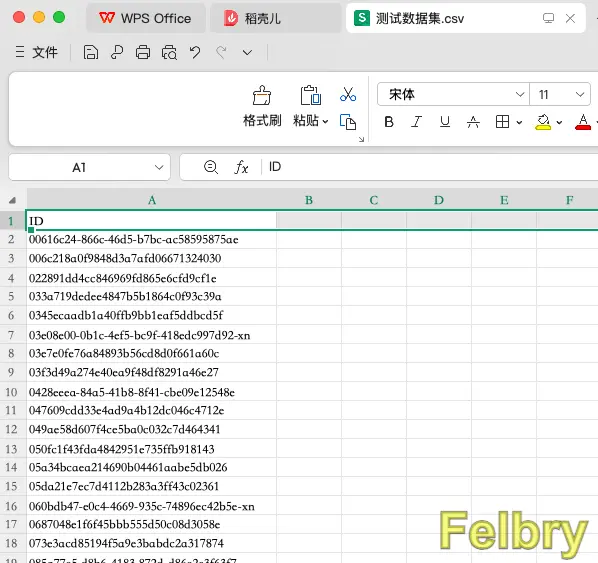 WPS Office 稻壳儿 测试数据集.csv
文件
格式刷 粘贴 宋体 11
B I U A A
A1 fx ID
A B C D E F
1 ID
2 00616c24-866c-46d5-b7bc-ac58595875ae
3 006c218a0f9848d3a7afd06671324030
4 022891dd4cc846969fd865e6cfd9cf1e
5 033a719dedee4847b5b1864c0f93c39a
6 0345ecaadb1a40ffb9bb1eaf5ddbcd5f
7 03e08e00-0b1c-4ef5-bc9f-418edc997d92-xn
8 03e7e0fe76a84893b56cd8d0f661a60c
9 03f3d49a274e40ea9f48df8291a46e27
10 0428eeea-84a5-41b8-8f41-cbe09e12548e
11 047609cdd33e4ad9a4b12dc046c4712e
12 049ae58d607f4ce5ba0c032c7d464341
13 050fc1f43fda4842951e735ffb918143
14 05a34bcaea214690b04461aabe5db026
15 05da21e7ec7d4112b283a3ff43c02361
16 060bdb47-e0c4-4669-935c-74896ec42b5e-xn
17 0687048e1f6f45bbb555d50c08d3058e
18 073e3acd85194f5a9e3babdc2a317874
Felbry